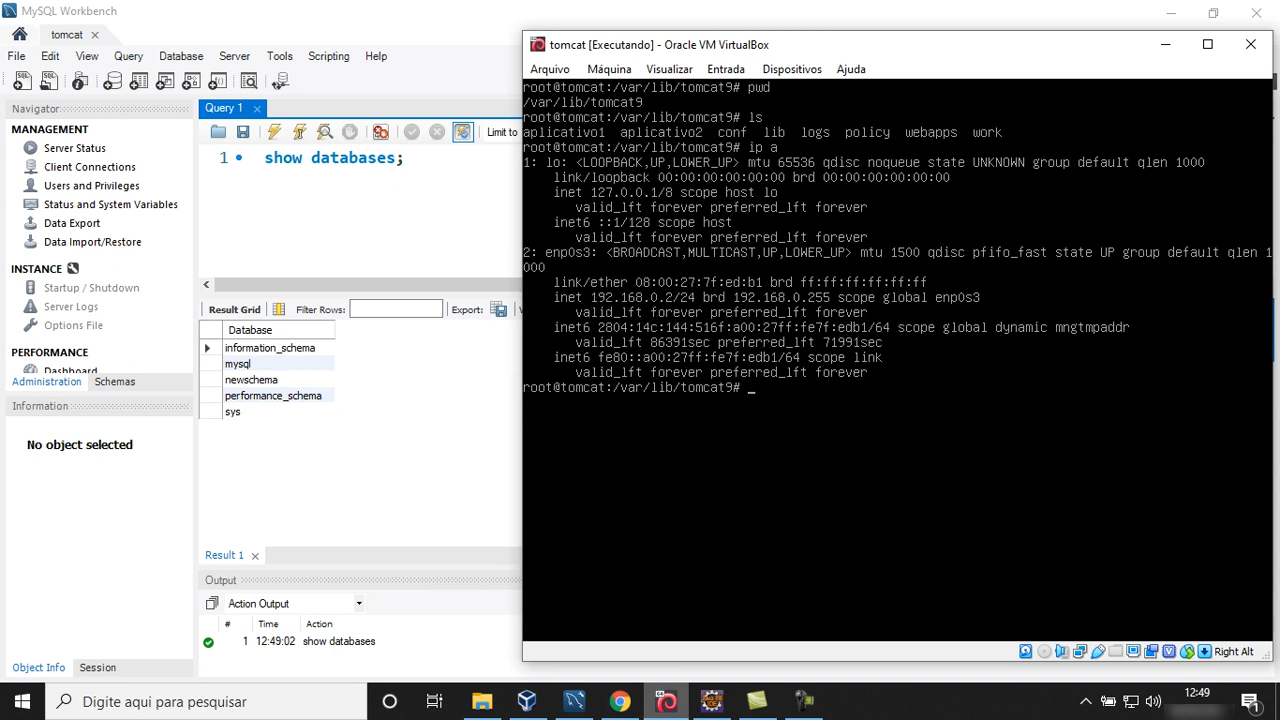 MySQL Workbench
tomcat
File Edit View Query Database Server Tools Scripting Help
Navigator
MANAGEMENT
Server Status
Client Connections
Users and Privileges
Status and System Variables
Data Export
Data Import/Restore
INSTANCE
Startup / Shutdown
Server Logs
Options File
PERFORMANCE
Dashboard
Administration Schemas
Information
No object selected
Object Info Session
Query 1
Limit to
1 show databases;
Result Grid Filter Rows: Export:
Database
information_schema
mysql
newschema
performance_schema
sys
Result 1
Output
Action Output
# Time Action
1 12:49:02 show databases
tomcat [Executando] - Oracle VM VirtualBox
Arquivo Máquina Visualizar Entrada Dispositivos Ajuda
root@tomcat:/var/lib/tomcat9# pwd
/var/lib/tomcat9
root@tomcat:/var/lib/tomcat9# ls
aplicativo1 aplicativo2 conf lib logs policy webapps work
root@tomcat:/var/lib/tomcat9# ip a
1: lo: <LOOPBACK,UP,LOWER_UP> mtu 65536 qdisc noqueue state UNKNOWN group default qlen 1000
link/loopback 00:00:00:00:00:00 brd 00:00:00:00:00:00
inet 127.0.0.1/8 scope host lo
valid_lft forever preferred_lft forever
inet6 ::1/128 scope host
valid_lft forever preferred_lft forever
2: enp0s3: <BROADCAST,MULTICAST,UP,LOWER_UP> mtu 1500 qdisc pfifo_fast state UP group default qlen 1
000
link/ether 08:00:27:7f:ed:b1 brd ff:ff:ff:ff:ff:ff
inet 192.168.0.2/24 brd 192.168.0.255 scope global enp0s3
valid_lft forever preferred_lft forever
inet6 2804:14c:144:516f:a00:27ff:fe7f:edb1/64 scope global dynamic mngtmpaddr
valid_lft 86391sec preferred_lft 71991sec
inet6 fe80::a00:27ff:fe7f:edb1/64 scope link
valid_lft forever preferred_lft forever
root@tomcat:/var/lib/tomcat9# _
Right Alt
Digite aqui para pesquisar
12:49